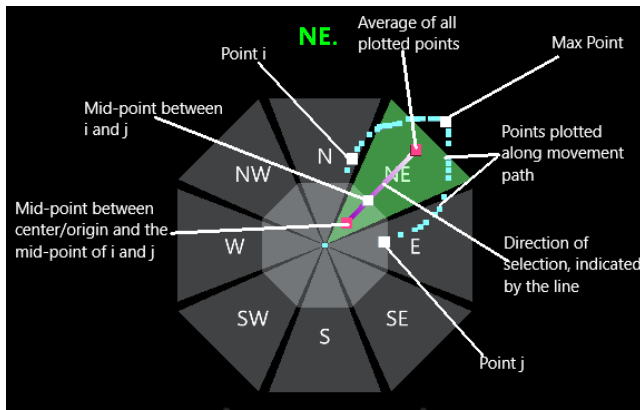 NE.
Average of all
plotted points
Max Point
Point i
Mid-point between
i and j
N
NW
NE
Points plotted
along movement
path
Mid-point between
center/origin and the
mid-point of i and j
W
E
Direction of
selection, indicated
by the line
SW
SE
S
Point j